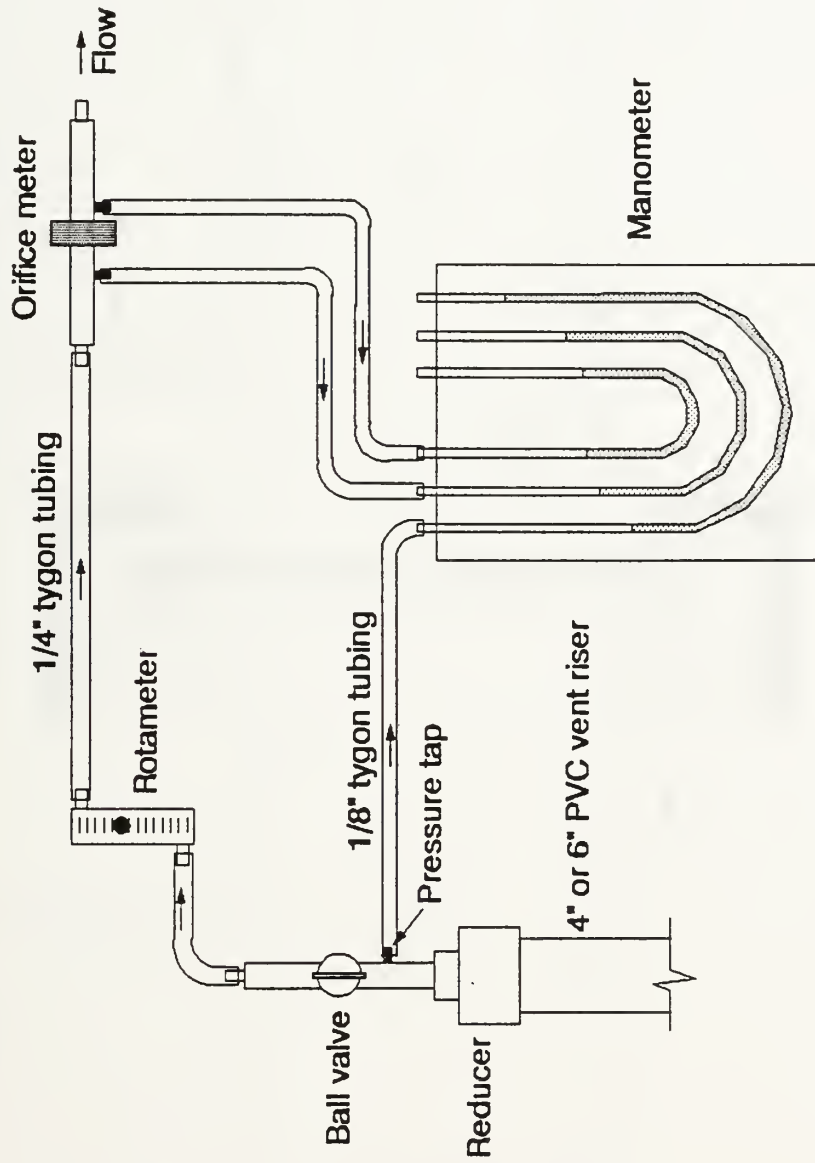 Flow
Orifice meter
1/4" tygon tubing
Rotameter
Manometer
1/8" tygon tubing
Pressure tap
4" or 6" PVC vent riser
Ball valve
Reducer